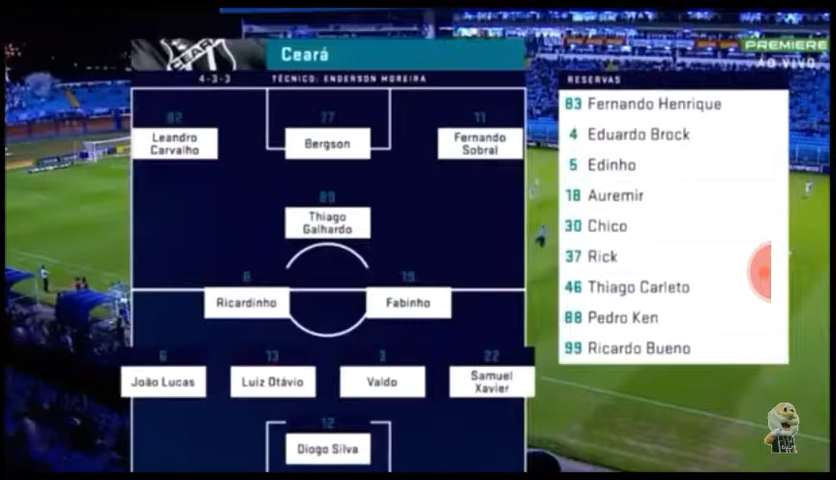 Ceará
PREMIERE
AO VIVO
4-3-3 TÉCNICO: ENDERSON MOREIRA
RESERVAS
11
Leandro
Carvalho
Bergson
Fernando
Sobral
89
Thiago
Galhardo
8
19
Ricardinho
Fabinho
6
13
3
22
João Lucas
Luiz Otávio
Valdo
Samuel
Xavier
12
Diogo Silva
83 Fernando Henrique
4 Eduardo Brock
5 Edinho
18 Auremir
30 Chico
37 Rick
46 Thiago Carleto
88 Pedro Ken
99 Ricardo Bueno